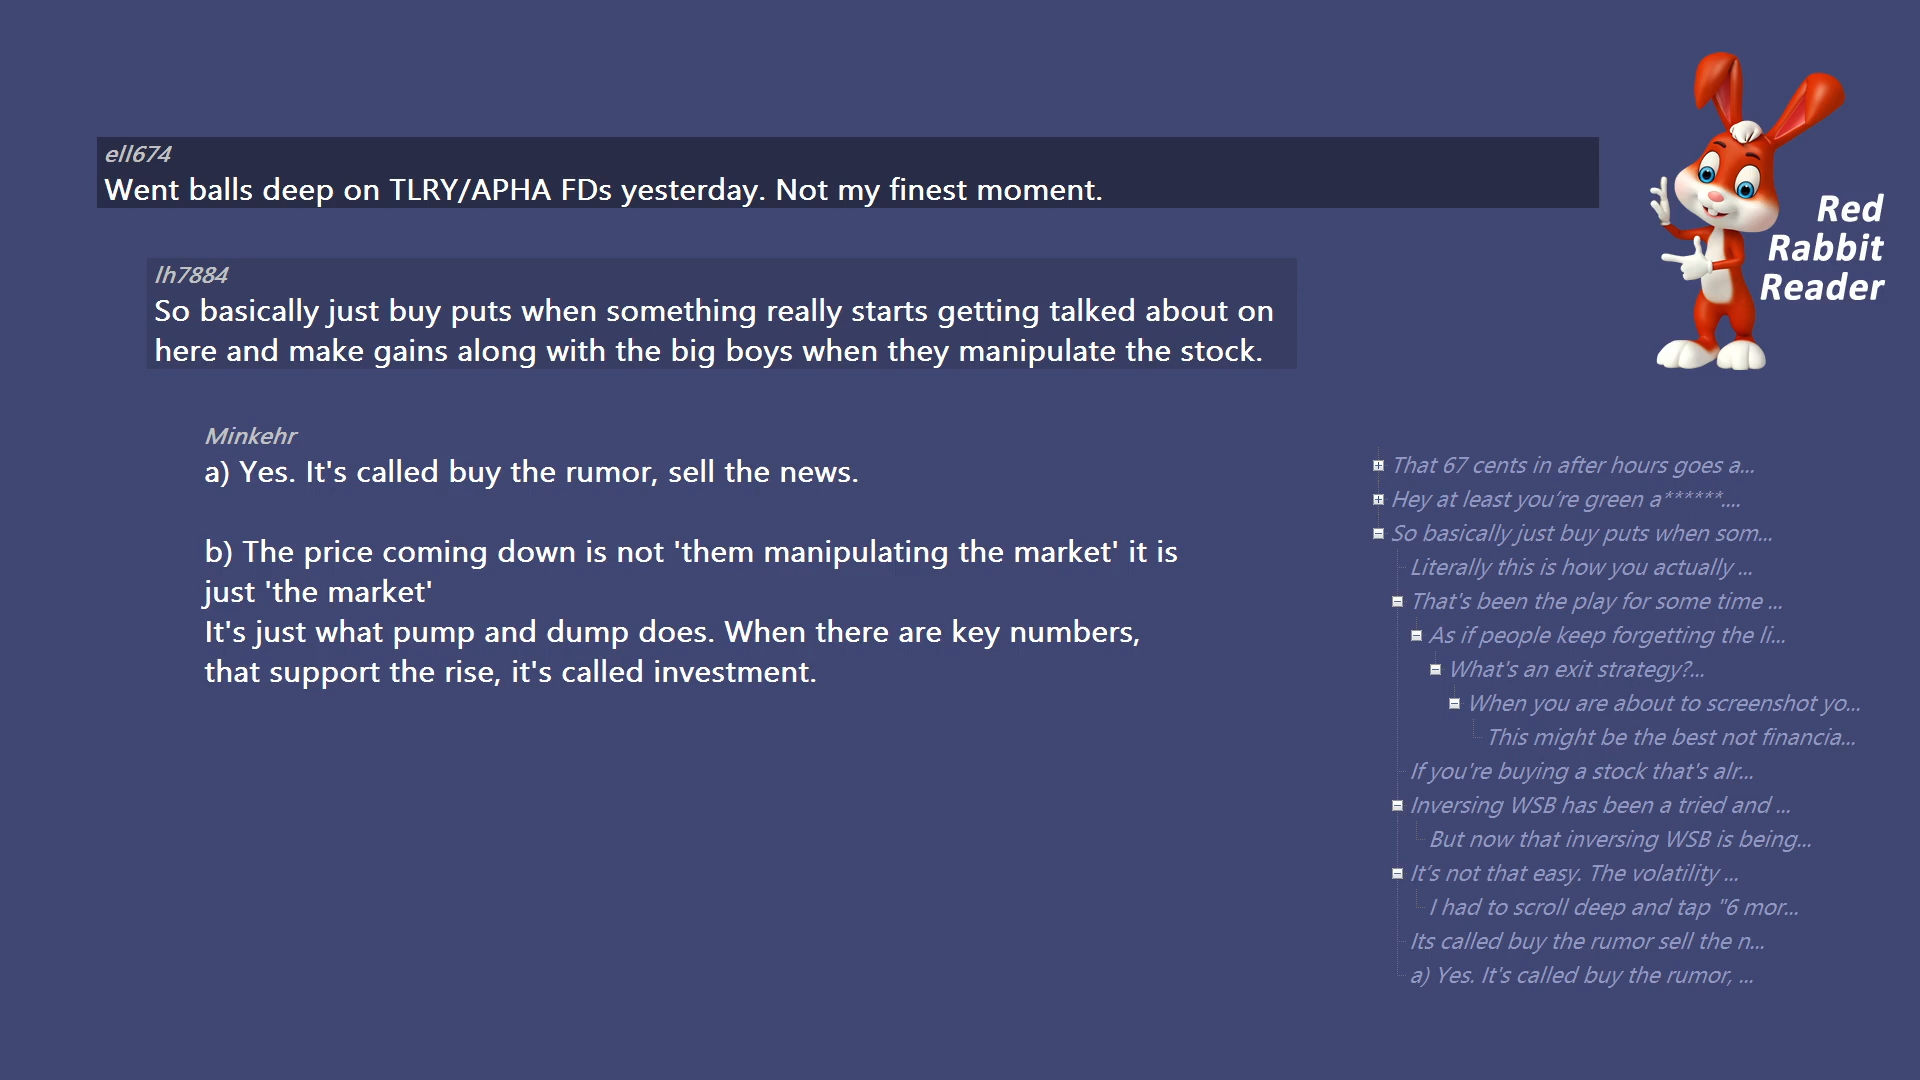 ell674
Went balls deep on TLRY/APHA FDs yesterday. Not my finest moment.
lh7884
So basically just buy puts when something really starts getting talked about on
here and make gains along with the big boys when they manipulate the stock.
Minkehr
a) Yes. It's called buy the rumor, sell the news.
b) The price coming down is not 'them manipulating the market' it is
just 'the market'
It's just what pump and dump does. When there are key numbers,
that support the rise, it's called investment.
Red
Rabbit
Reader
That 67 cents in after hours goes a...
Hey at least you’re green a******....
So basically just buy puts when som...
Literally this is how you actually ...
That's been the play for some time ...
As if people keep forgetting the li...
What's an exit strategy?...
When you are about to screenshot yo...
This might be the best not financia...
If you're buying a stock that's alr...
Inversing WSB has been a tried and ...
But now that inversing WSB is being...
It’s not that easy. The volatility ...
I had to scroll deep and tap "6 mor...
Its called buy the rumor sell the n...
a) Yes. It's called buy the rumor, ...